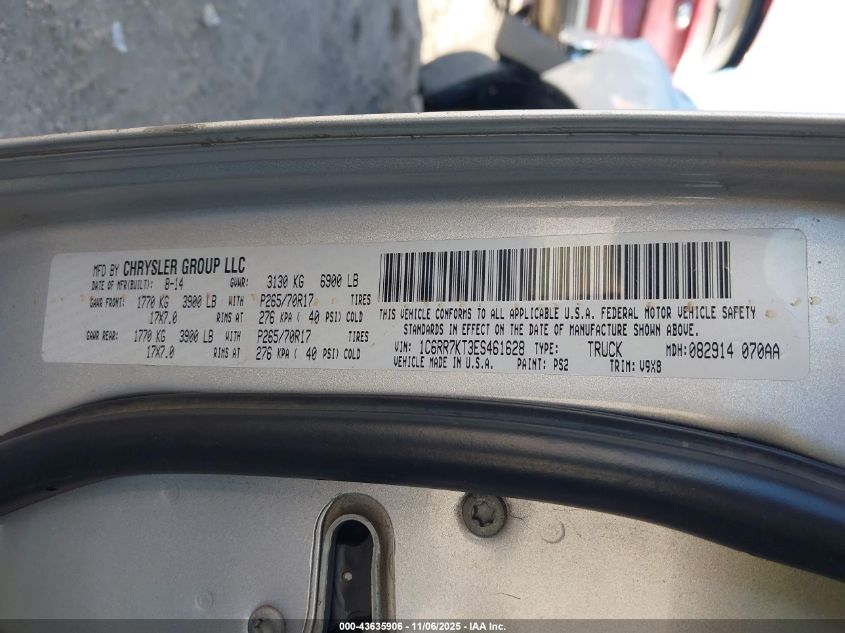 MFD BY CHRYSLER GROUP LLC
DATE OF MFR(BUILT): 8-14 GVWR: 3130 KG 6900 LB
GAWR FRONT: 1770 KG 3900 LB WITH P265/70R17 TIRES
17X7.0 RIMS AT 276 KPA ( 40 PSI) COLD
GAWR REAR: 1770 KG 3900 LB WITH P265/70R17 TIRES
17X7.0 RIMS AT 276 KPA ( 40 PSI) COLD
THIS VEHICLE CONFORMS TO ALL APPLICABLE U.S.A. FEDERAL MOTOR VEHICLE SAFETY
STANDARDS IN EFFECT ON THE DATE OF MANUFACTURE SHOWN ABOVE.
VIN: 1C6RR7KT3ES461628 TYPE: TRUCK MDH: 082914 070AA
VEHICLE MADE IN U.S.A. PAINT: PS2 TRIM: V9X8
000-43635906 - 11/06/2025 - IAA Inc.